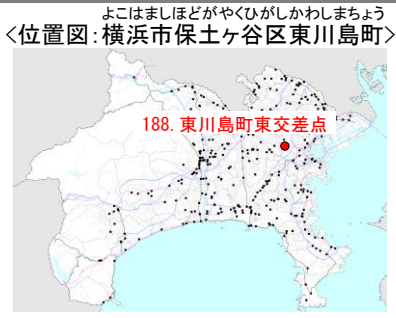 よこはましほどがやくひがしかわしまちょう
<位置図:横浜市保土ヶ谷区東川島町>
188.東川島町東交差点